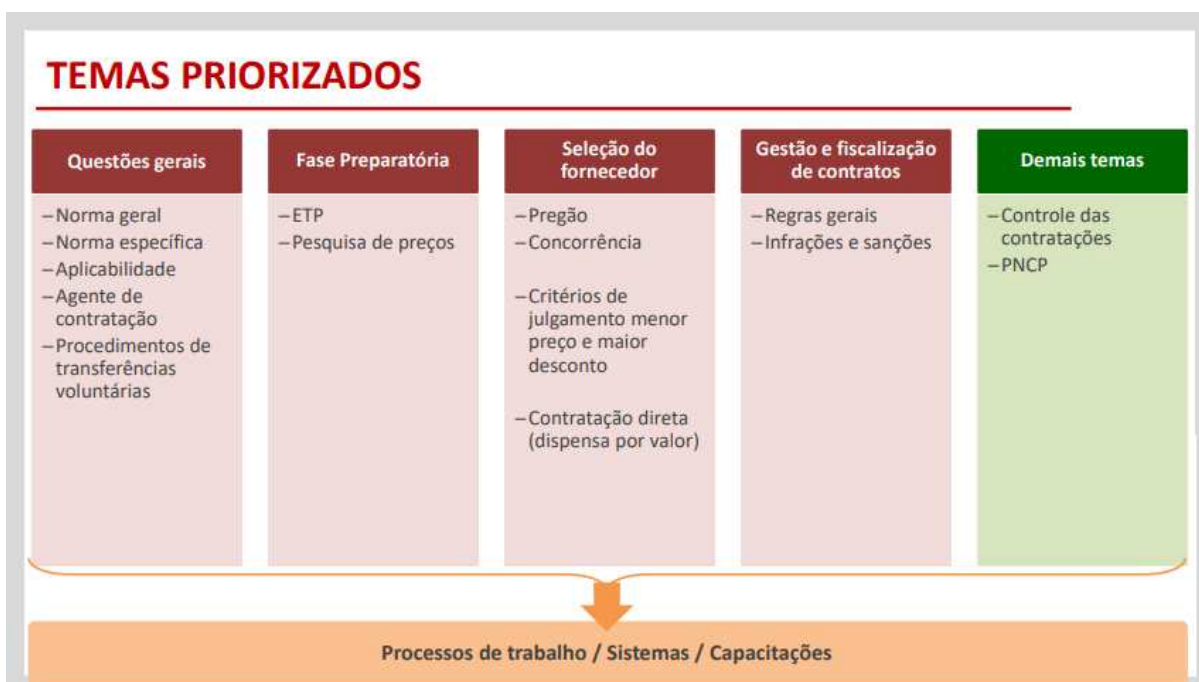 TEMAS PRIORIZADOS
Questões gerais
–Norma geral
–Norma específica
–Aplicabilidade
–Agente de
contratação
–Procedimentos de
transferências
voluntárias
Fase Preparatória
–ETP
–Pesquisa de preços
Seleção do
fornecedor
–Pregão
–Concorrência
–Critérios de
julgamento menor
preço e maior
desconto
–Contratação direta
(dispensa por valor)
Gestão e fiscalização
de contratos
–Regras gerais
–Infrações e sanções
Demais temas
–Controle das
contratações
–PNCP
Processos de trabalho / Sistemas / Capacitações